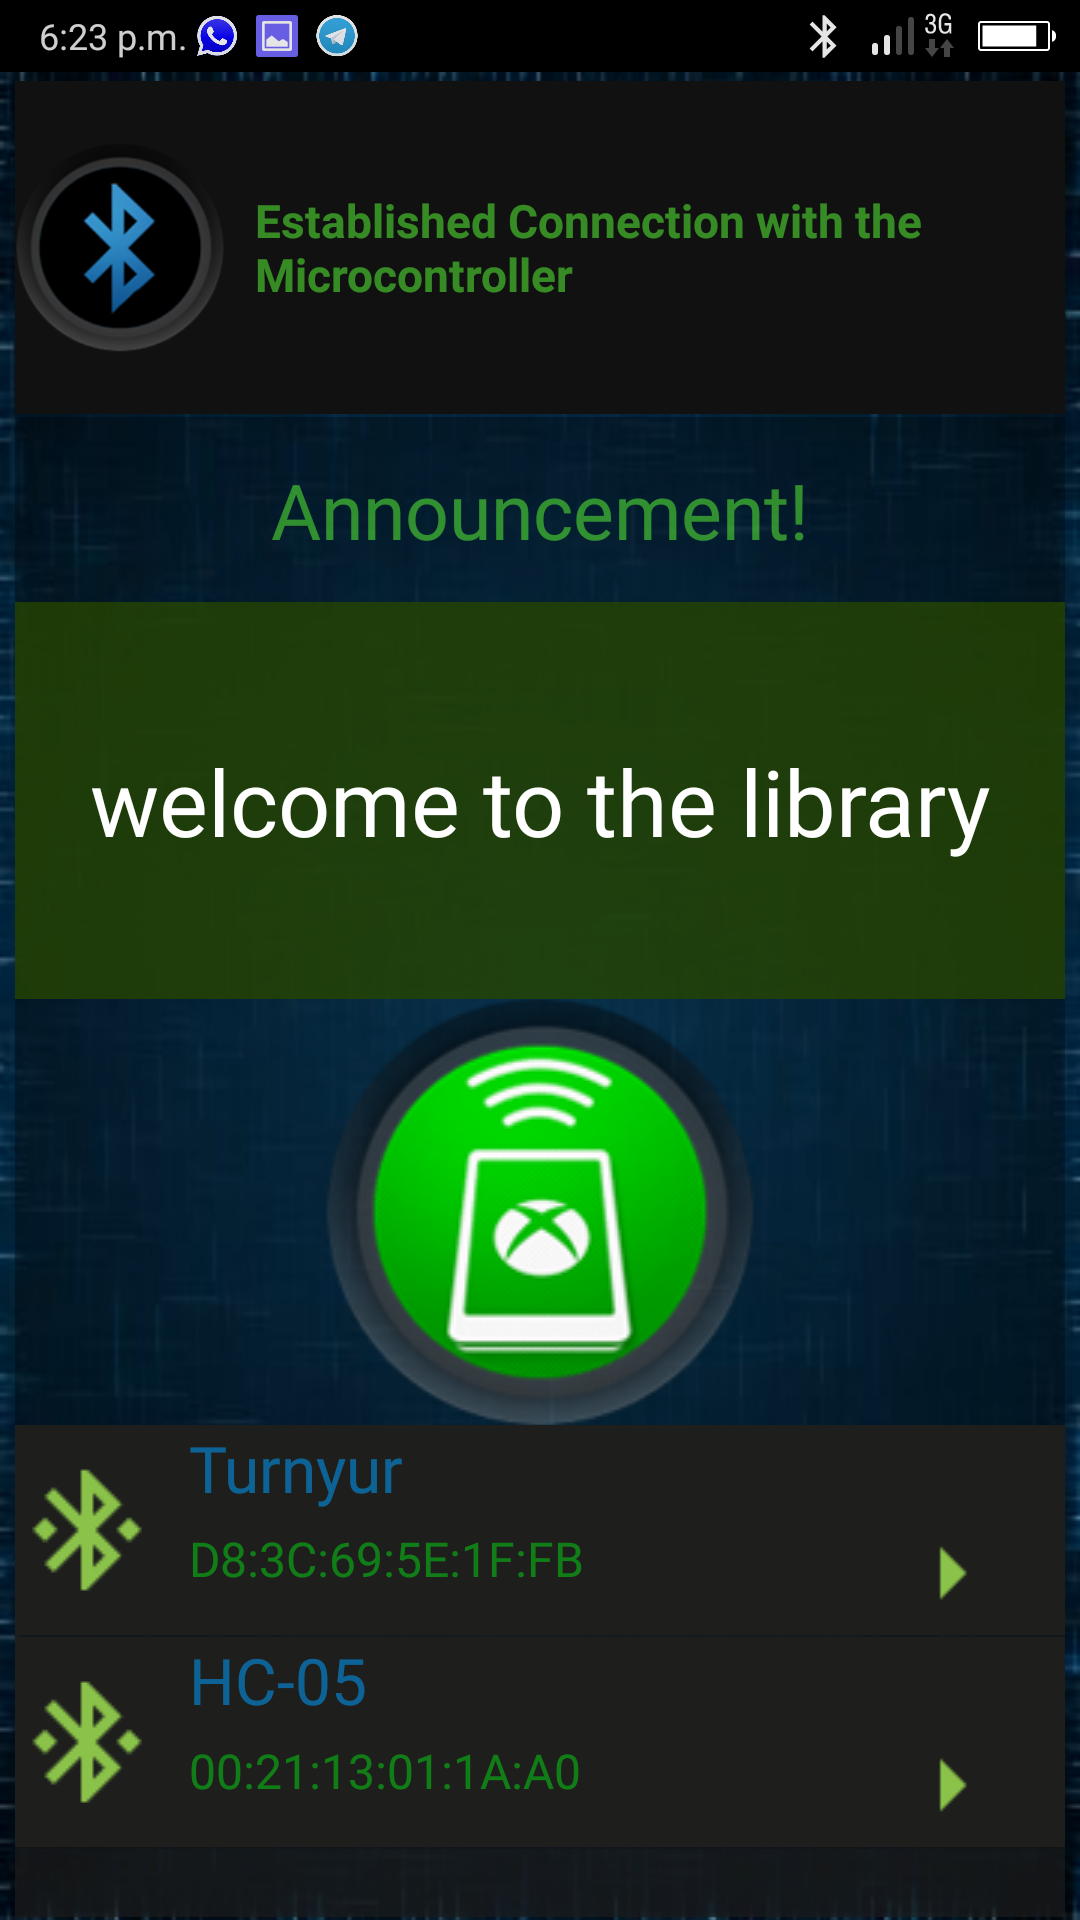 6:23 p.m.
3G
Established Connection with the
Microcontroller
Announcement!
welcome to the library
Turnyur
D8:3C:69:5E:1F:FB
HC-05
00:21:13:01:1A:A0